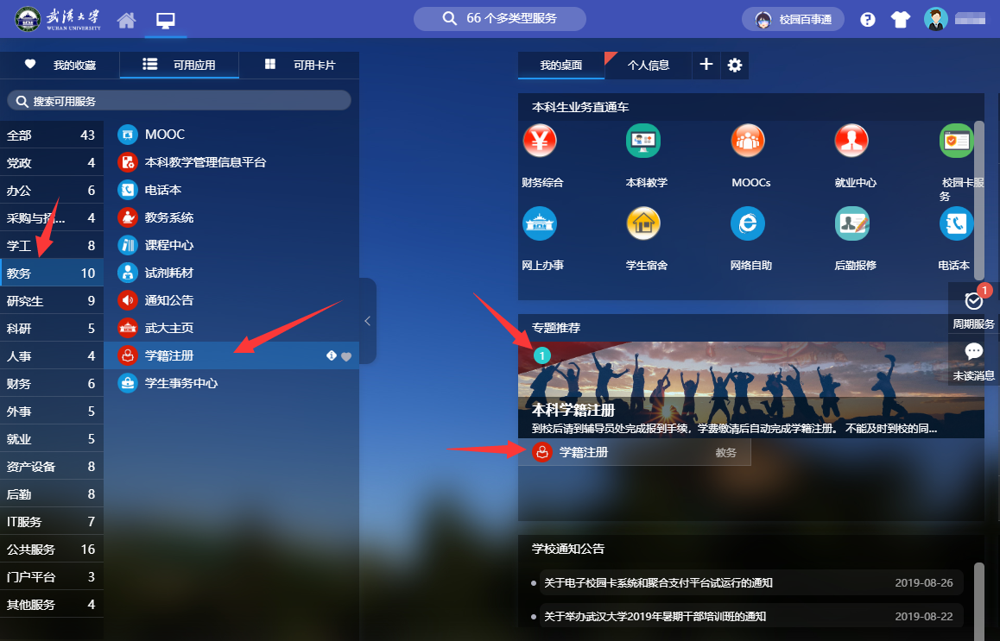 武漢大学
WUHAN UNIVERSITY
66 个多类型服务
校园百事通
我的收藏
可用应用
可用卡片
搜索可用服务
全部 43
党政 4
办公 6
采购与招... 4
学工 8
教务 10
研究生 9
科研 5
人事 4
财务 6
外事 5
就业 5
资产设备 8
后勤 8
IT服务 7
公共服务 16
门户平台 3
其他服务 4
MOOC
本科教学管理信息平台
电话本
教务系统
课程中心
试剂耗材
通知公告
武大主页
学籍注册
学生事务中心
我的桌面
个人信息
本科生业务直通车
财务综合
本科教学
MOOCs
就业中心
校园卡服
务
网上办事
学生宿舍
网络自助
后勤报修
电话本
1
周期服务
未读消息
专题推荐
1
本科学籍注册
到校后请到辅导员处完成报到手续，学费缴清后自动完成学籍注册。 不能及时到校的同...
学籍注册 教务
学校通知公告
关于电子校园卡系统和聚合支付平台试运行的通知 2019-08-26
关于举办武汉大学2019年暑期干部培训班的通知 2019-08-22